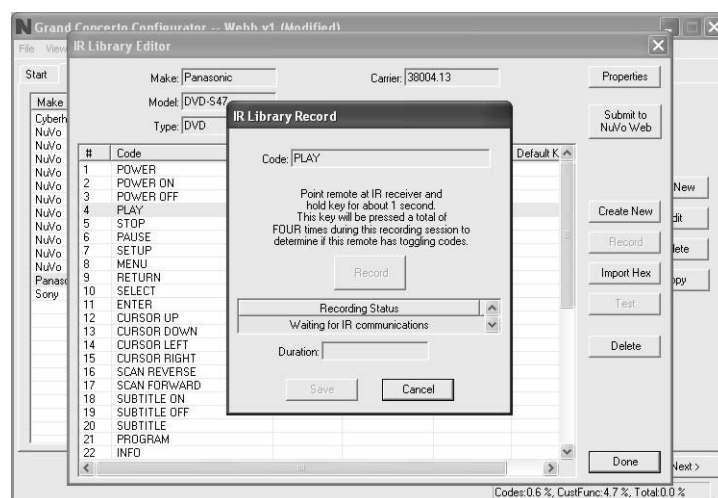 N Grand Concerto Configurator -- Webb v1 (Modified)
File View
IR Library Editor
Start
Make: Panasonic
Carrier: 38004.13
Properties
Model: DVD-S47
Type: DVD
Submit to
NuVo Web
Make
Cyberh
NuVo
NuVo
NuVo
NuVo
NuVo
NuVo
NuVo
NuVo
NuVo
NuVo
NuVo
Panaso
Sony
# Code Default K
1 POWER
2 POWER ON
3 POWER OFF
4 PLAY
5 STOP
6 PAUSE
7 SETUP
8 MENU
9 RETURN
10 SELECT
11 ENTER
12 CURSOR UP
13 CURSOR DOWN
14 CURSOR LEFT
15 CURSOR RIGHT
16 SCAN REVERSE
17 SCAN FORWARD
18 SUBTITLE ON
19 SUBTITLE OFF
20 SUBTITLE
21 PROGRAM
22 INFO
IR Library Record
Code: PLAY
Point remote at IR receiver and
hold key for about 1 second.
This key will be pressed a total of
FOUR times during this recording session to
determine if this remote has toggling codes.
Record
Recording Status
Waiting for IR communications
Duration:
Save
Cancel
Create New
Record
Import Hex
Test
Delete
Done
New
dit
lete
opy
Next >
Codes:0.6 %, CustFunc:4.7 %, Total:0.0 %